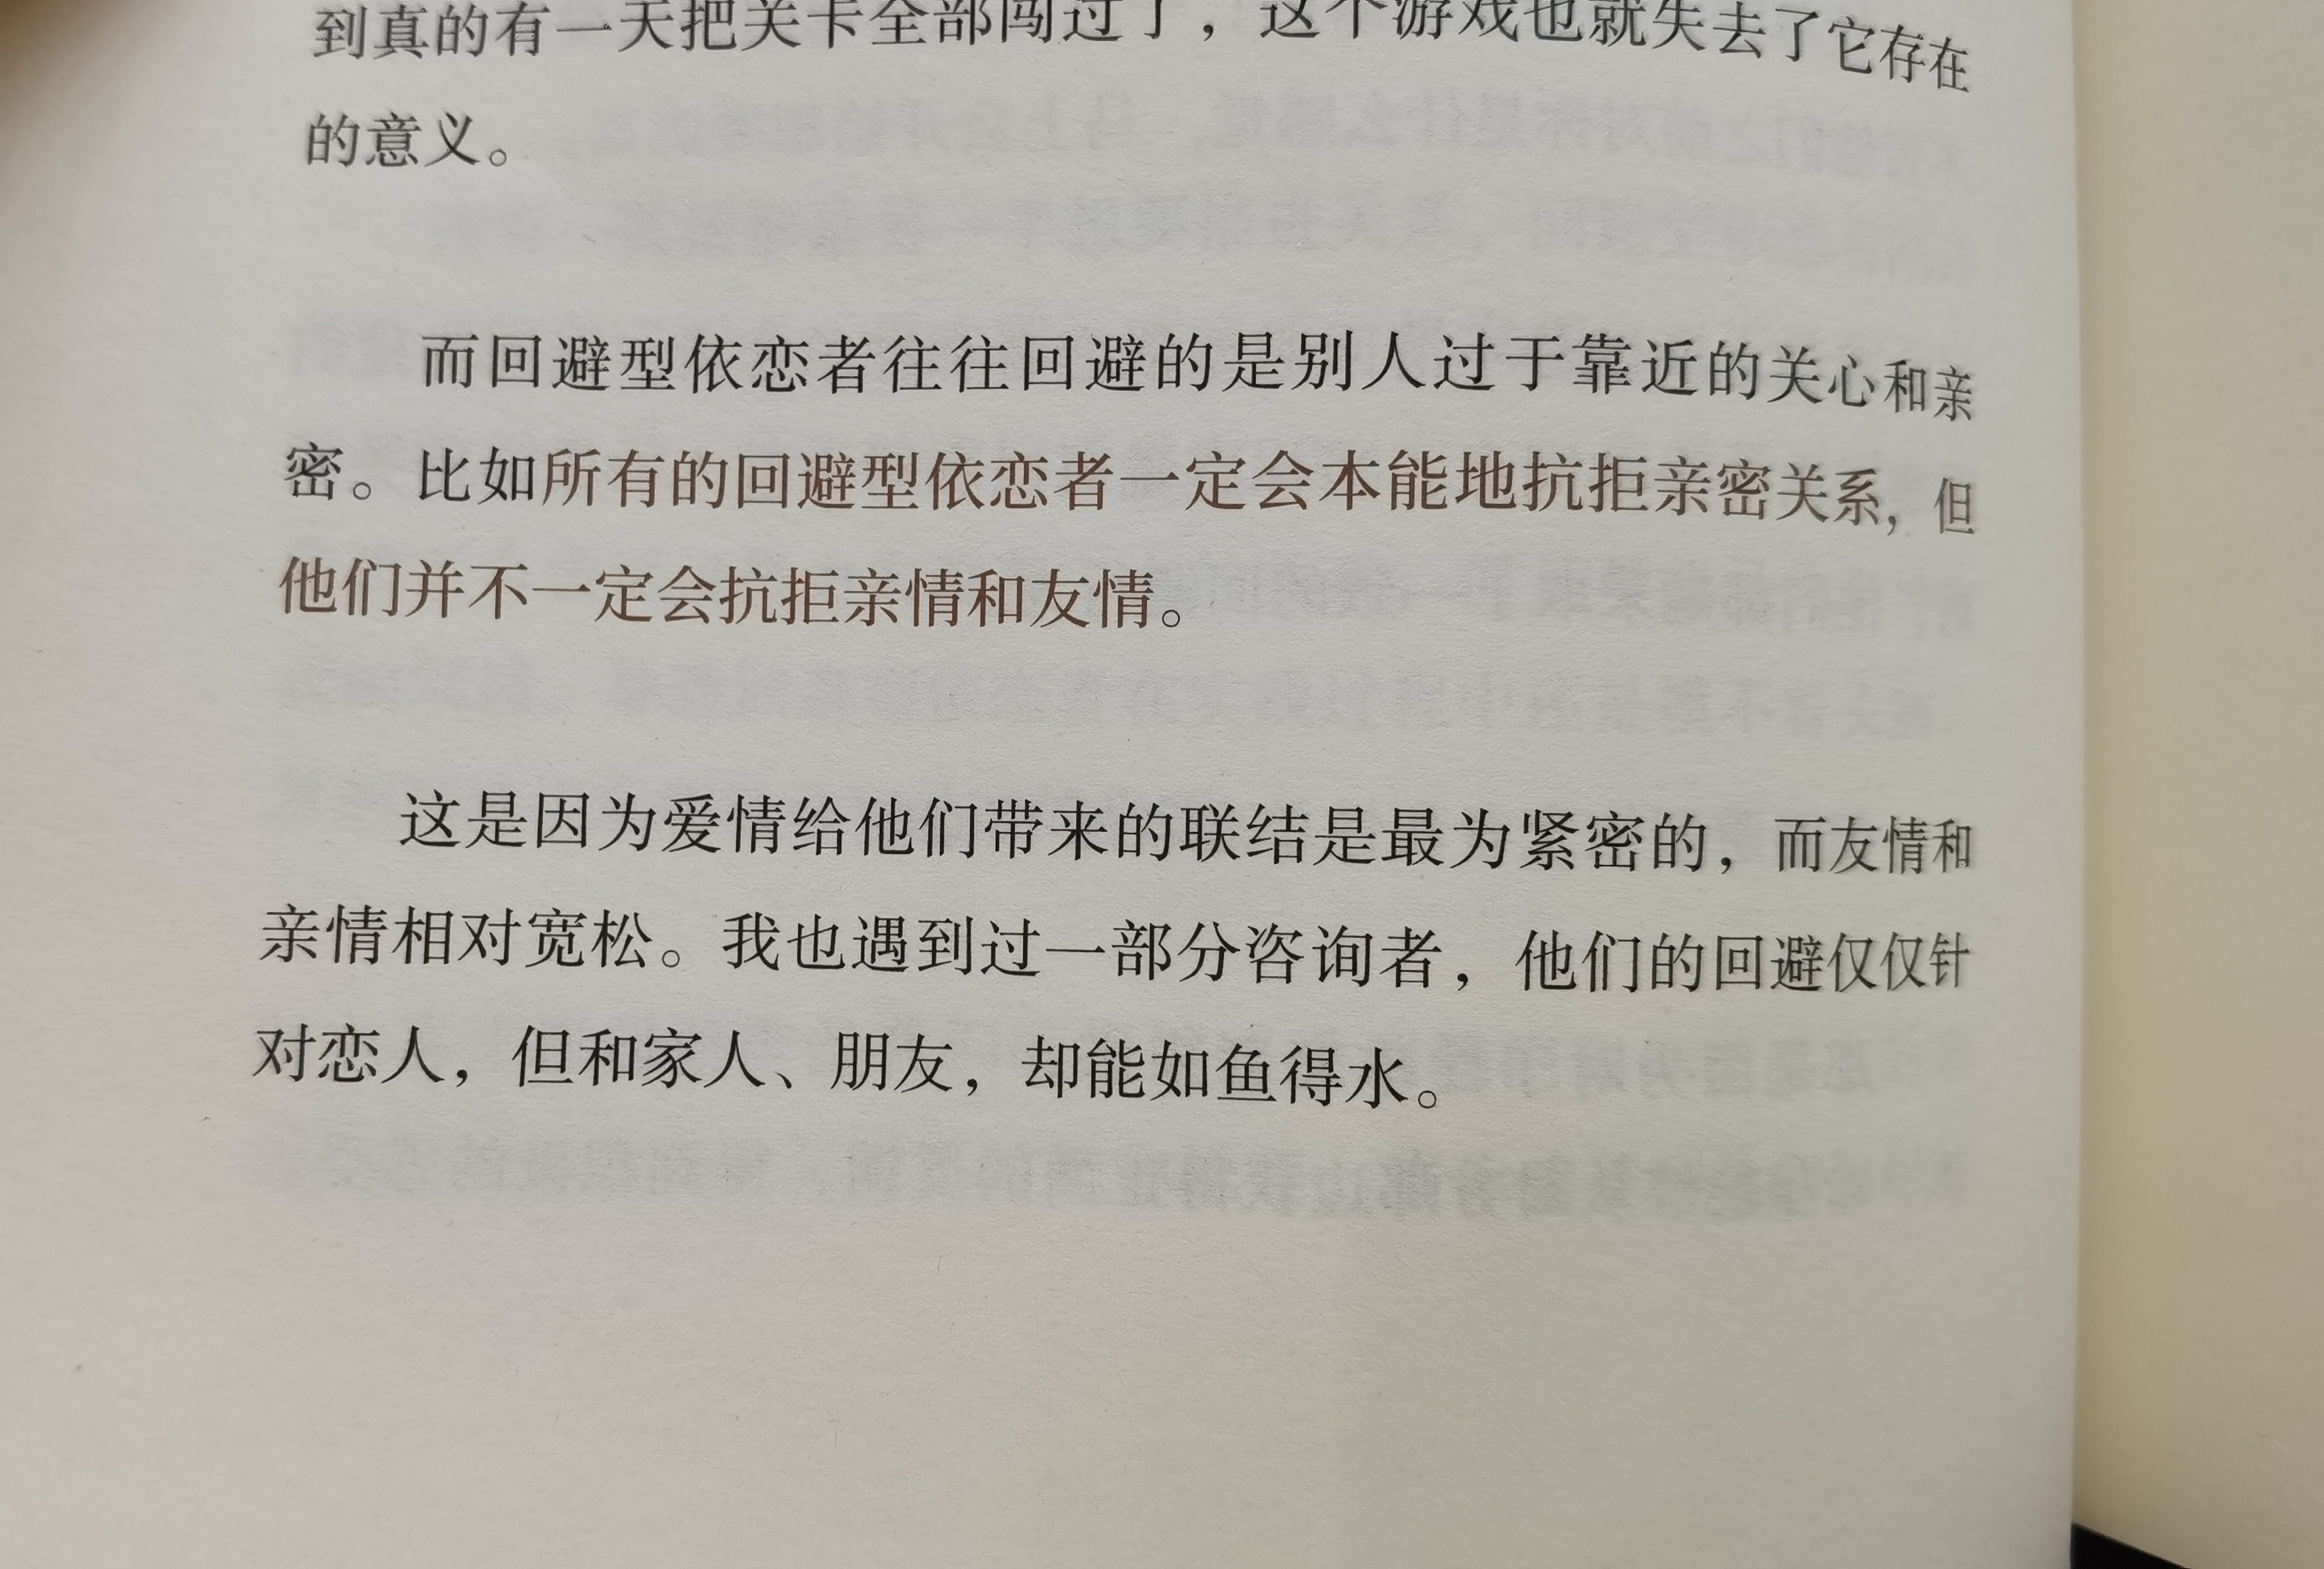 到真的有一天把关卡全部闯过了，这个游戏也就失去了它存在
的意义。
而回避型依恋者往往回避的是别人过于靠近的关心和亲
密。比如所有的回避型依恋者一定会本能地抗拒亲密关系，但
他们并不一定会抗拒亲情和友情。
这是因为爱情给他们带来的联结是最为紧密的，而友情和
亲情相对宽松。我也遇到过一部分咨询者，他们的回避仅仅针
对恋人，但和家人、朋友，却能如鱼得水。